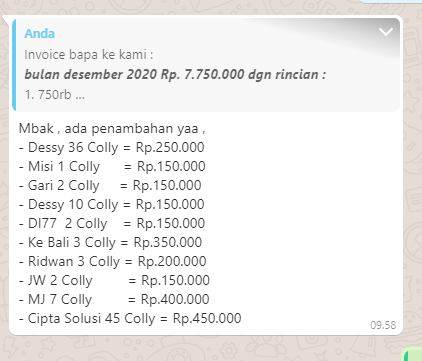 Anda
Invoice bapa ke kami :
bulan desember 2020 Rp. 7.750.000 dgn rincian :
1. 750rb ...
Mbak , ada penambahan yaa ,
- Dessy 36 Colly = Rp.250.000
- Misi 1 Colly = Rp.150.000
- Gari 2 Colly = Rp.150.000
- Dessy 10 Colly = Rp.150.000
- DI77 2 Colly = Rp.150.000
- Ke Bali 3 Colly = Rp.350.000
- Ridwan 3 Colly = Rp.200.000
- JW 2 Colly = Rp.150.000
- MJ 7 Colly = Rp.400.000
- Cipta Solusi 45 Colly = Rp.450.000
09.58